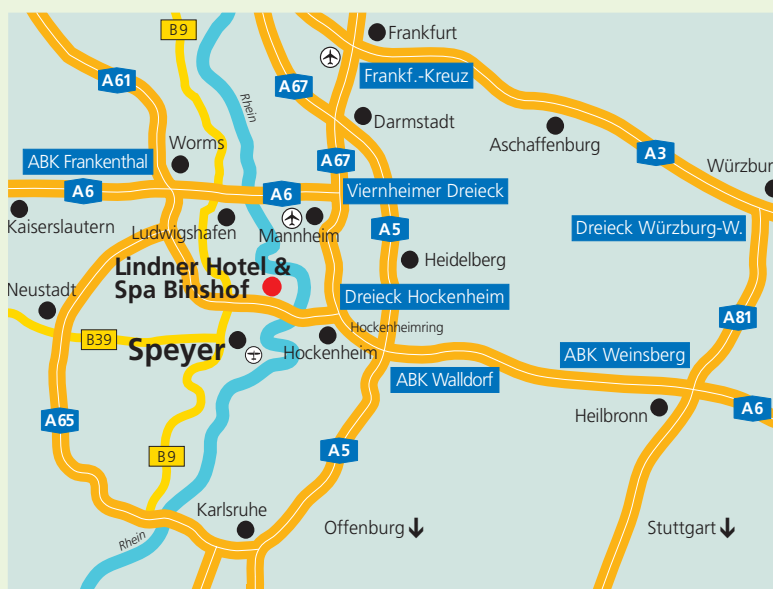 B9
Frankfurt
A61
A67
Frankf.-Kreuz
Rhein
Darmstadt
Aschaffenburg
Worms
A3
ABK Frankenthal
A67
Würzbur
A6
A6
Viernheimer Dreieck
Kaiserslautern
Ludwigshafen
Mannheim
A5
Dreieck Würzburg-W.
Lindner Hotel &
Spa Binshof
Heidelberg
Neustadt
Dreieck Hockenheim
A81
Hockenheimring
B39
Speyer
Hockenheim
ABK Weinsberg
ABK Walldorf
A65
Heilbronn
A6
A5
B9
Karlsruhe
Offenburg
Stuttgart
Rhein